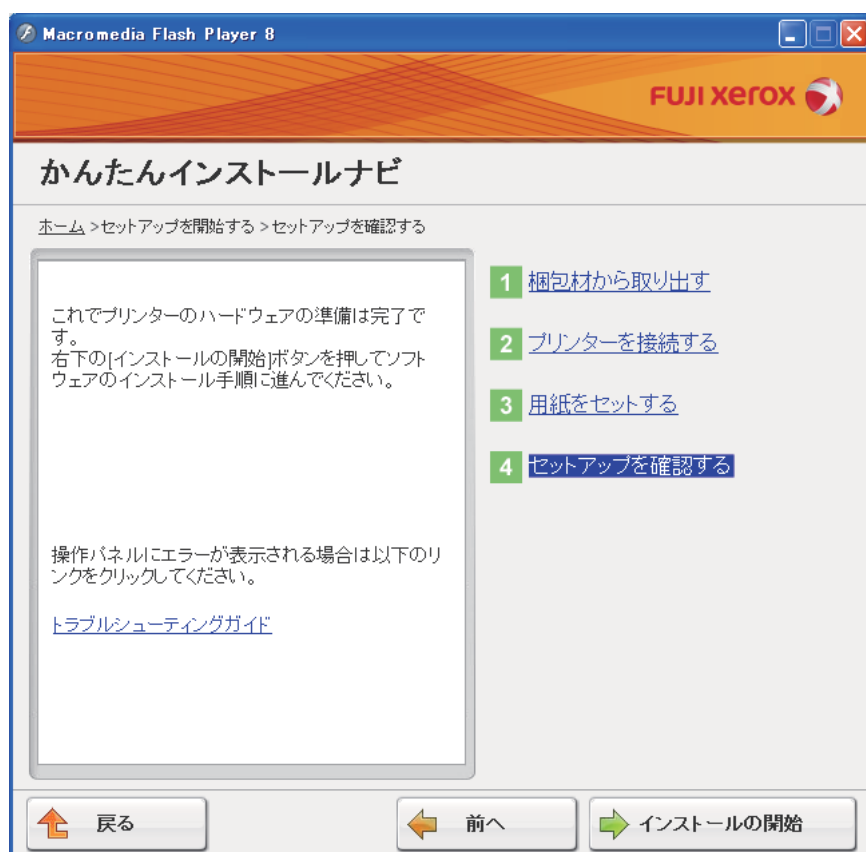 Macromedia Flash Player 8
FUJI xerox
かんたんインストールナビ
ホーム >セットアップを開始する >セットアップを確認する
これでプリンターのハードウェアの準備は完了で
す。
右下の[インストールの開始]ボタンを押してソフト
ウェアのインストール手順に進んでください。
操作パネルにエラーが表示される場合は以下のリ
ンクをクリックしてください。
トラブルシューティングガイド
1 梱包材から取り出す
2 プリンターを接続する
3 用紙をセットする
4 セットアップを確認する
戻る
前へ
インストールの開始